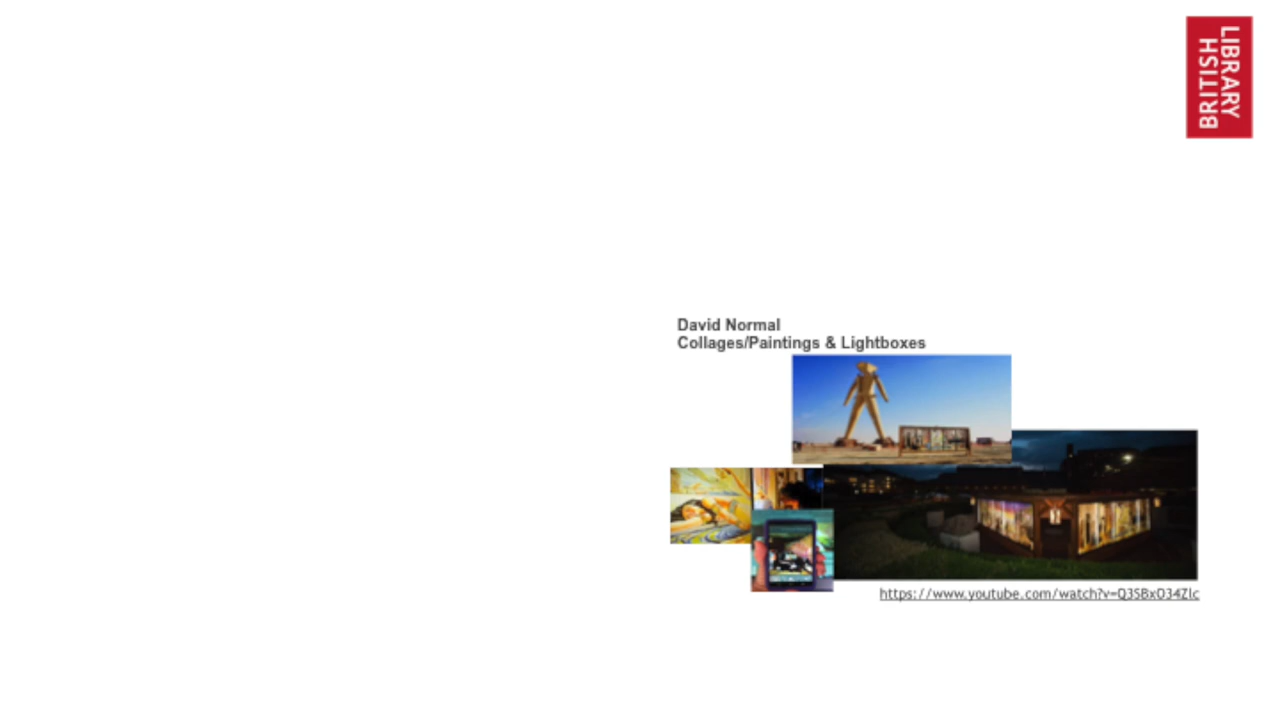 BRITISH
LIBRARY
David Normal
Collages/Paintings & Lightboxes
https://www.youtube.com/watch?v=Q3SBxO34Zlc